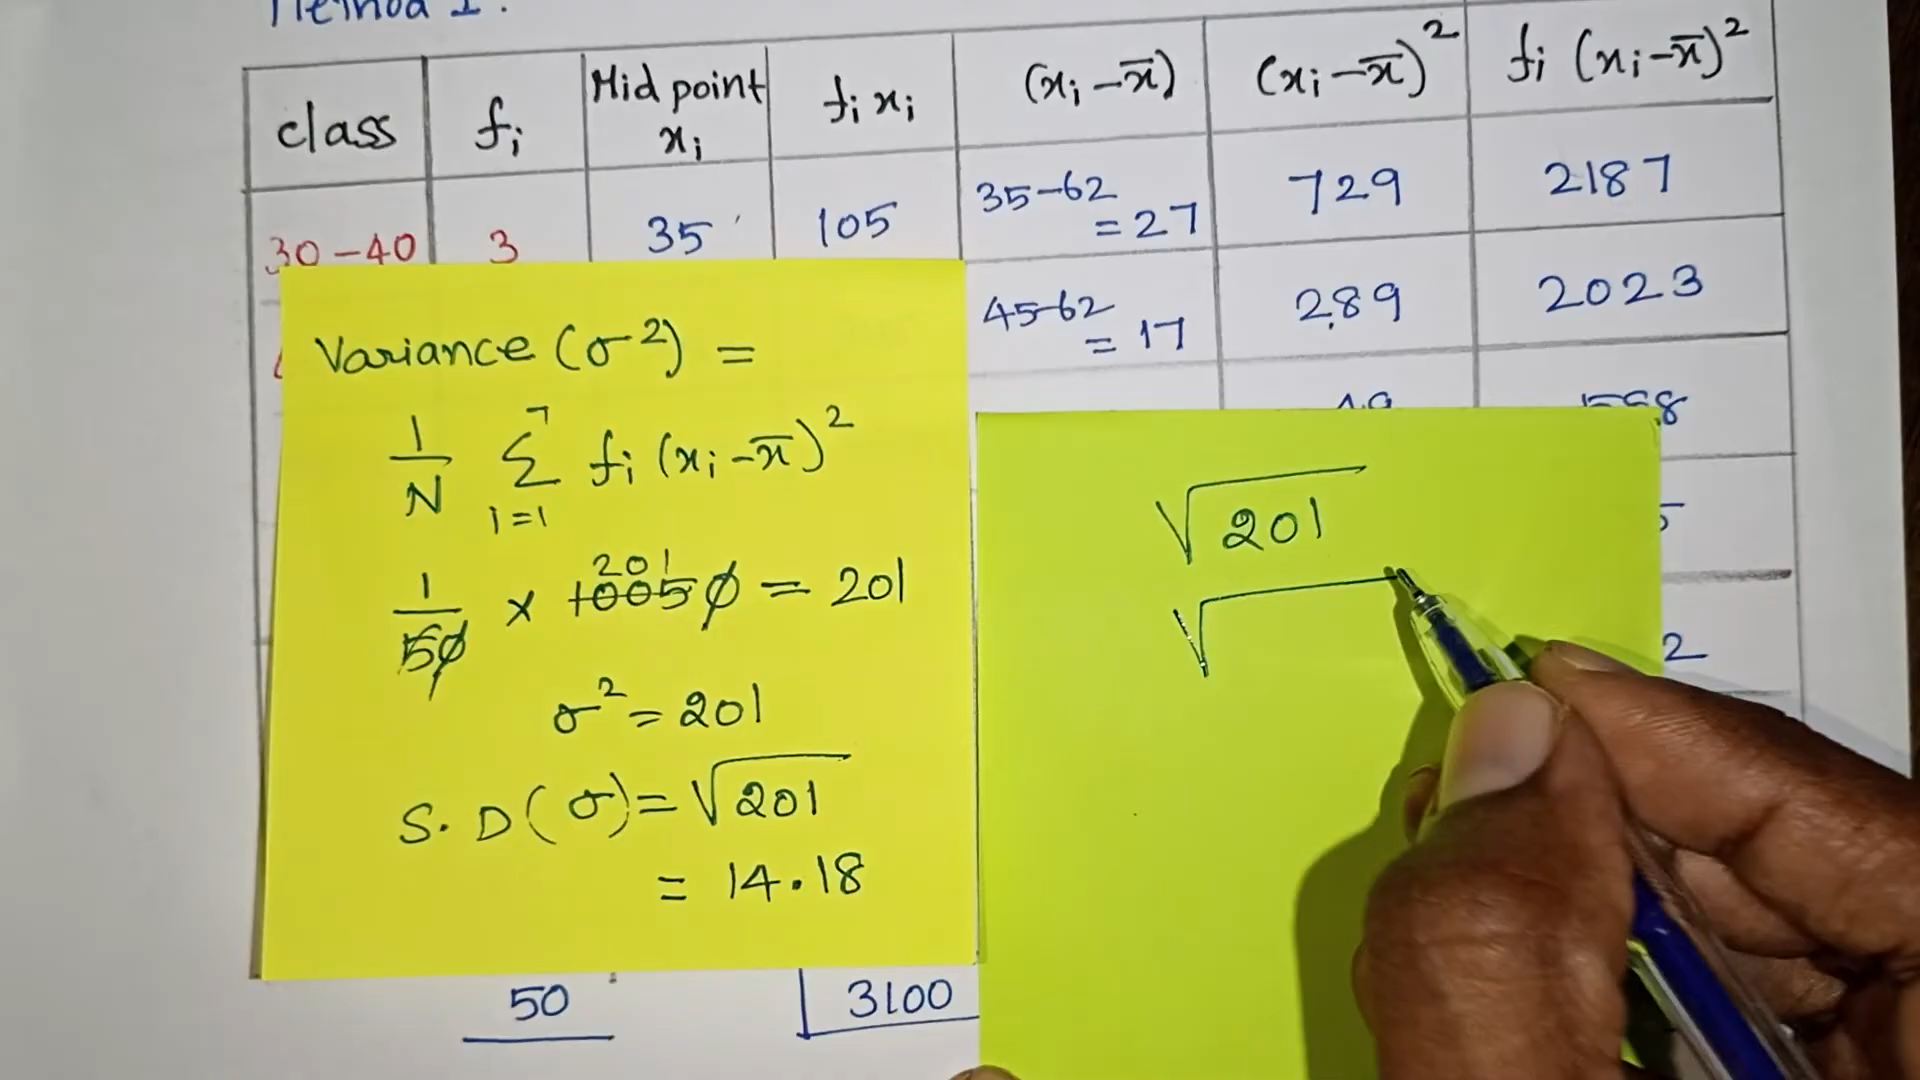 Method I :
class fi Mid point xi fi xi (xi – x̄) (xi – x̄)² fi (xi – x̄)²
30 – 40 3 35 105 35–62 = 27 729 2187
45–62 = 17 289 2023
49
Variance (σ²) =
1/N 7 Σ i=1 fi (xi – x̄)²
1/50 × 10050 = 201
201
σ² = 201
S. D (σ) = √201
= 14.18
50 3100
√201
√
2